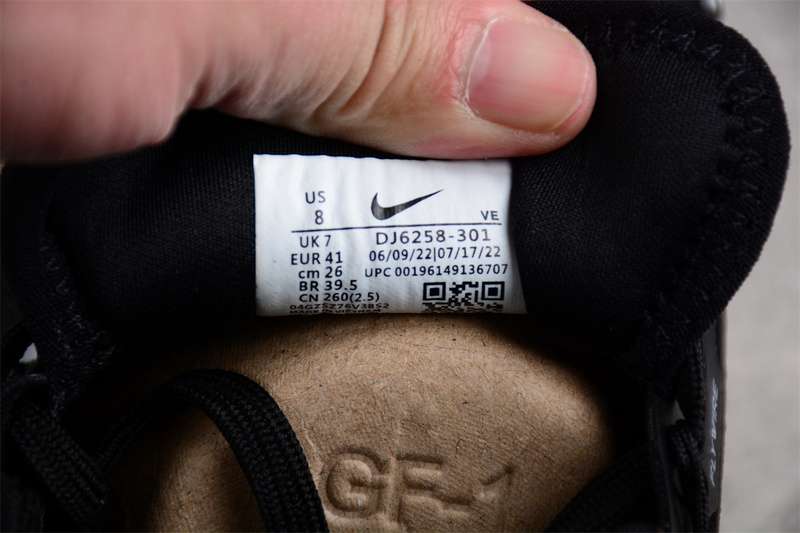 US
8
VE
UK 7
DJ6258-301
EUR 41
06/09/22|07/17/22
cm 26
UPC 00196149136707
BR 39.5
CN 260(2.5)
GF-1
FLYWIRE